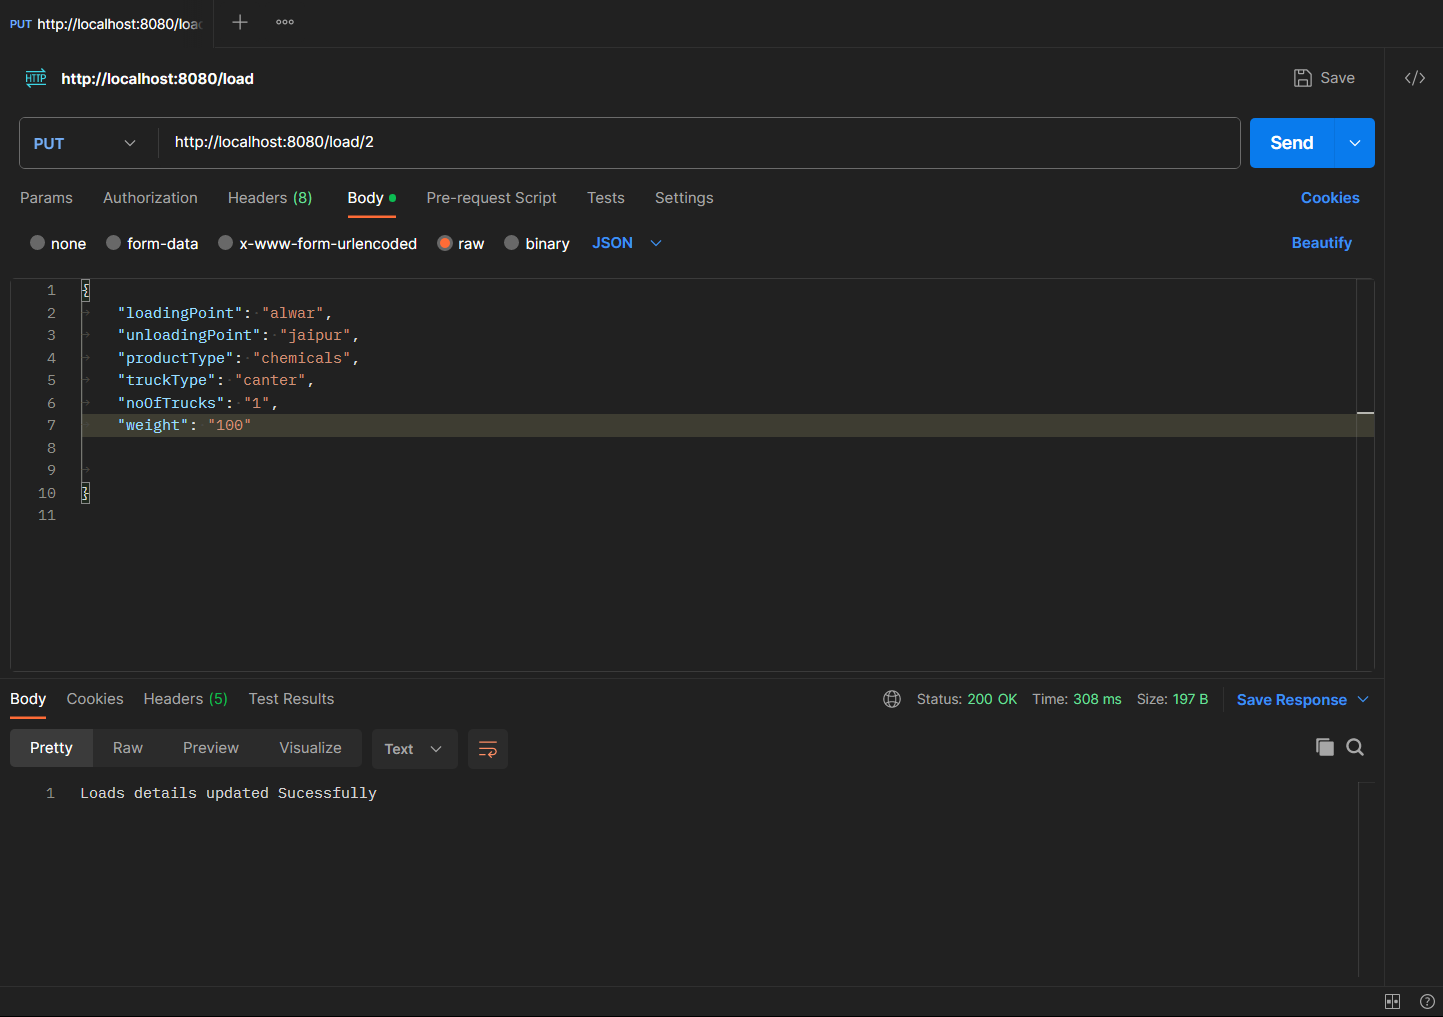 PUT http://localhost:8080/loa
HTTP http://localhost:8080/load Save
PUT http://localhost:8080/load/2 Send
Params Authorization Headers (8) Body Pre-request Script Tests Settings Cookies
none form-data x-www-form-urlencoded raw binary JSON Beautify
1 {
2 "loadingPoint": "alwar",
3 "unloadingPoint": "jaipur",
4 "productType": "chemicals",
5 "truckType": "canter",
6 "noOfTrucks": "1",
7 "weight": "100"
8
9
10 }
11
Body Cookies Headers (5) Test Results Status: 200 OK Time: 308 ms Size: 197 B Save Response
Pretty Raw Preview Visualize Text
1 Loads details updated Sucessfully